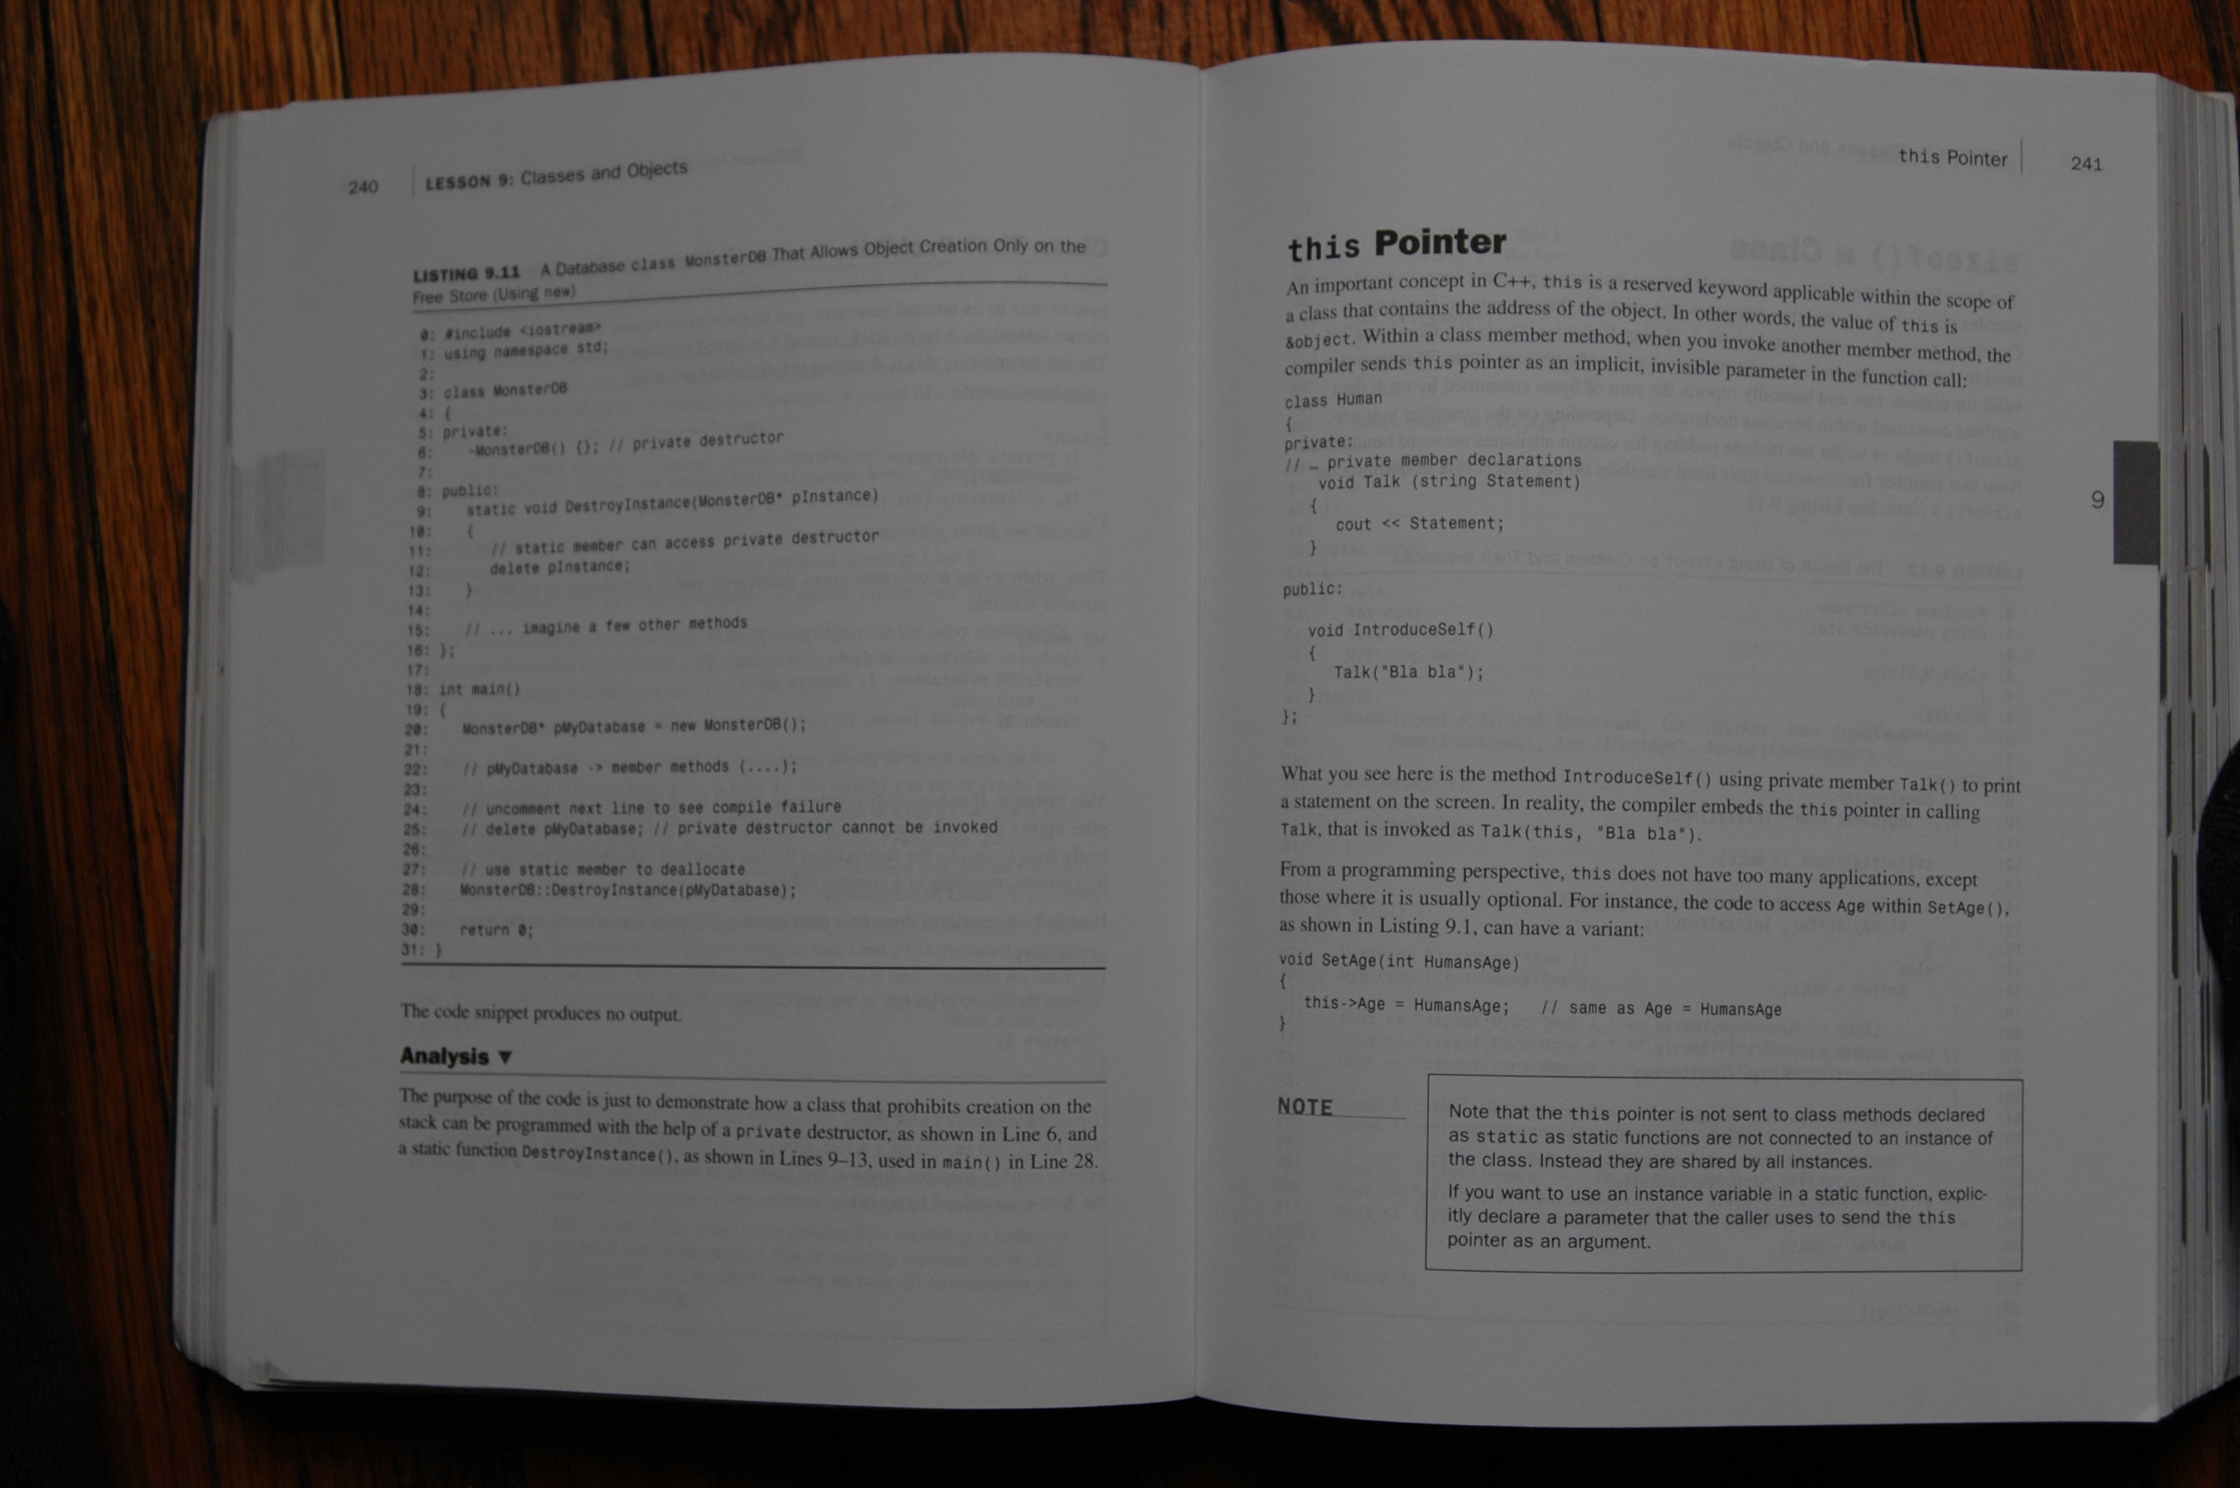 240 LESSON 9: Classes and Objects
LISTING 9.11 A Database class MonsterDB That Allows Object Creation Only on the
Free Store (Using new)
0: #include <iostream>
1: using namespace std;
2:
3: class MonsterDB
4: {
5: private:
6: ~MonsterDB() {}; // private destructor
7:
8: public:
9: static void DestroyInstance(MonsterDB* pInstance)
10: {
11: // static member can access private destructor
12: delete pInstance;
13: }
14:
15: // ... imagine a few other methods
16: };
17:
18: int main()
19: {
20: MonsterDB* pMyDatabase = new MonsterDB();
21:
22: // pMyDatabase -> member methods (...);
23:
24: // uncomment next line to see compile failure
25: // delete pMyDatabase; // private destructor cannot be invoked
26:
27: // use static member to deallocate
28: MonsterDB::DestroyInstance(pMyDatabase);
29:
30: return 0;
31: }
The code snippet produces no output.
Analysis ▼
The purpose of the code is just to demonstrate how a class that prohibits creation on the
stack can be programmed with the help of a private destructor, as shown in Line 6, and
a static function DestroyInstance(), as shown in Lines 9–13, used in main() in Line 28.
this Pointer 241
9
this Pointer
An important concept in C++, this is a reserved keyword applicable within the scope of
a class that contains the address of the object. In other words, the value of this is
&object. Within a class member method, when you invoke another member method, the
compiler sends this pointer as an implicit, invisible parameter in the function call:
class Human
{
private:
// … private member declarations
void Talk (string Statement)
{
cout << Statement;
}
public:
void IntroduceSelf()
{
Talk("Bla bla");
}
};
What you see here is the method IntroduceSelf() using private member Talk() to print
a statement on the screen. In reality, the compiler embeds the this pointer in calling
Talk, that is invoked as Talk(this, "Bla bla").
From a programming perspective, this does not have too many applications, except
those where it is usually optional. For instance, the code to access Age within SetAge(),
as shown in Listing 9.1, can have a variant:
void SetAge(int HumansAge)
{
this->Age = HumansAge; // same as Age = HumansAge
}
NOTE
Note that the this pointer is not sent to class methods declared
as static as static functions are not connected to an instance of
the class. Instead they are shared by all instances.
If you want to use an instance variable in a static function, explic-
itly declare a parameter that the caller uses to send the this
pointer as an argument.